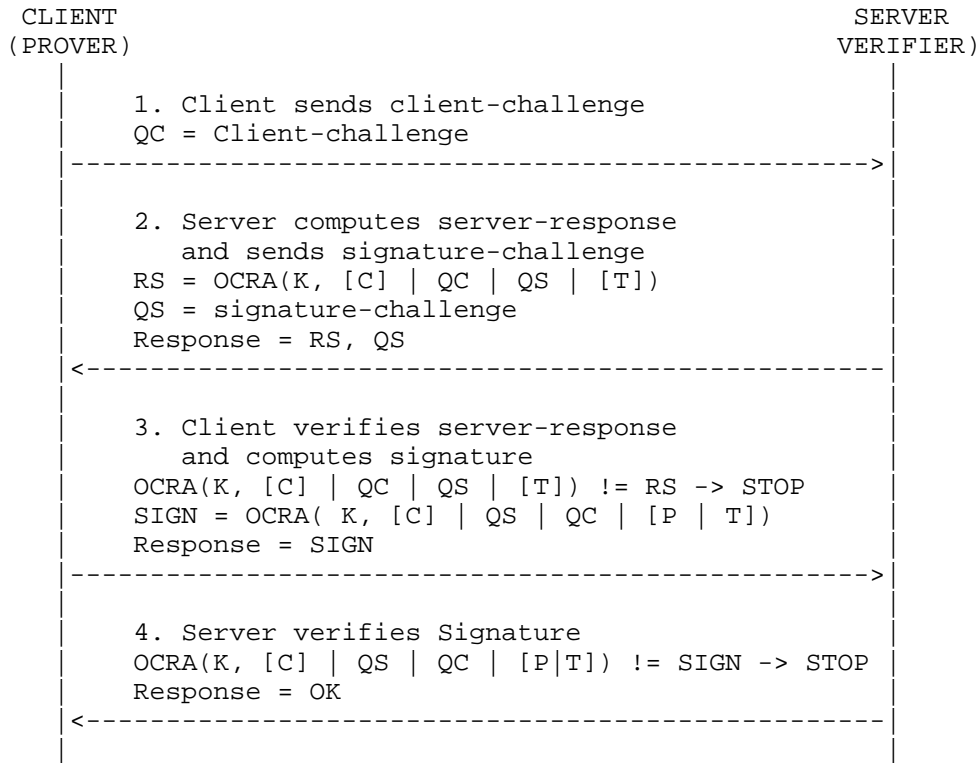 CLIENT SERVER
(PROVER) VERIFIER)
1. Client sends client-challenge
QC = Client-challenge
2. Server computes server-response
and sends signature-challenge
RS = OCRA(K, [C] | QC | QS | [T])
QS = signature-challenge
Response = RS, QS
3. Client verifies server-response
and computes signature
OCRA(K, [C] | QC | QS | [T]) != RS -> STOP
SIGN = OCRA( K, [C] | QS | QC | [P | T])
Response = SIGN
4. Server verifies Signature
OCRA(K, [C] | QS | QC | [P|T]) != SIGN -> STOP
Response = OK